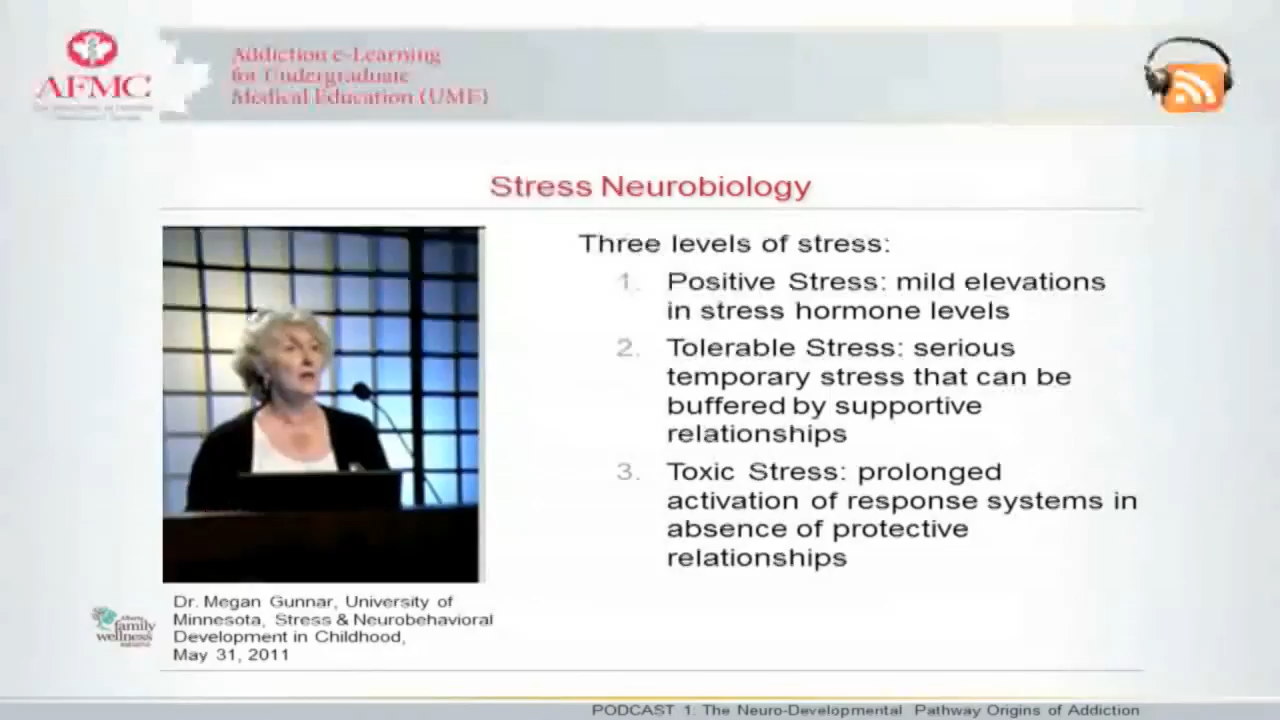 AFMC
Addiction e-Learning
for Undergraduate
Medical Education (UME)
Stress Neurobiology
Three levels of stress:
1. Positive Stress: mild elevations
in stress hormone levels
2. Tolerable Stress: serious
temporary stress that can be
buffered by supportive
relationships
3. Toxic Stress: prolonged
activation of response systems in
absence of protective
relationships
Dr. Megan Gunnar, University of
Minnesota, Stress & Neurobehavioral
Development in Childhood,
May 31, 2011
family
wellness
PODCAST 1: The Neuro-Developmental Pathway Origins of Addiction